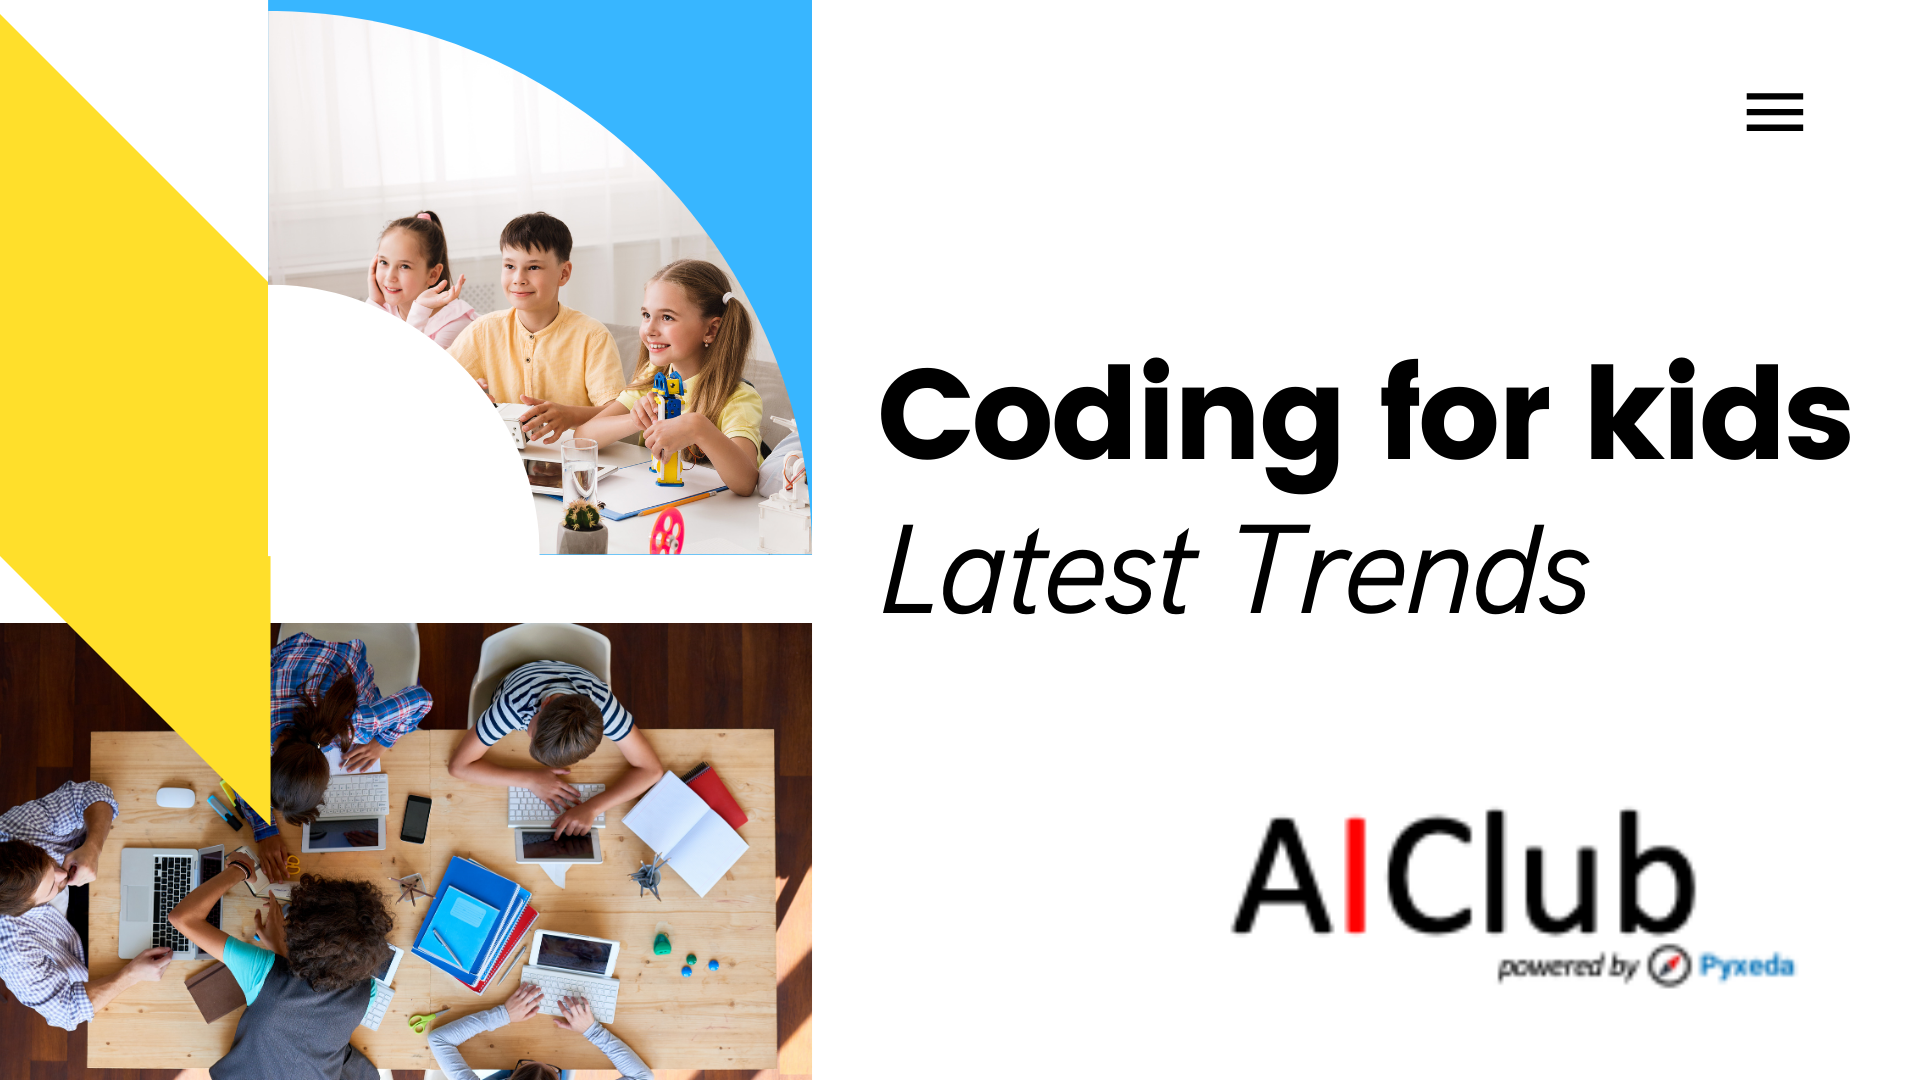 Coding for kids
Latest Trends
AIClub
powered by Pyxeda